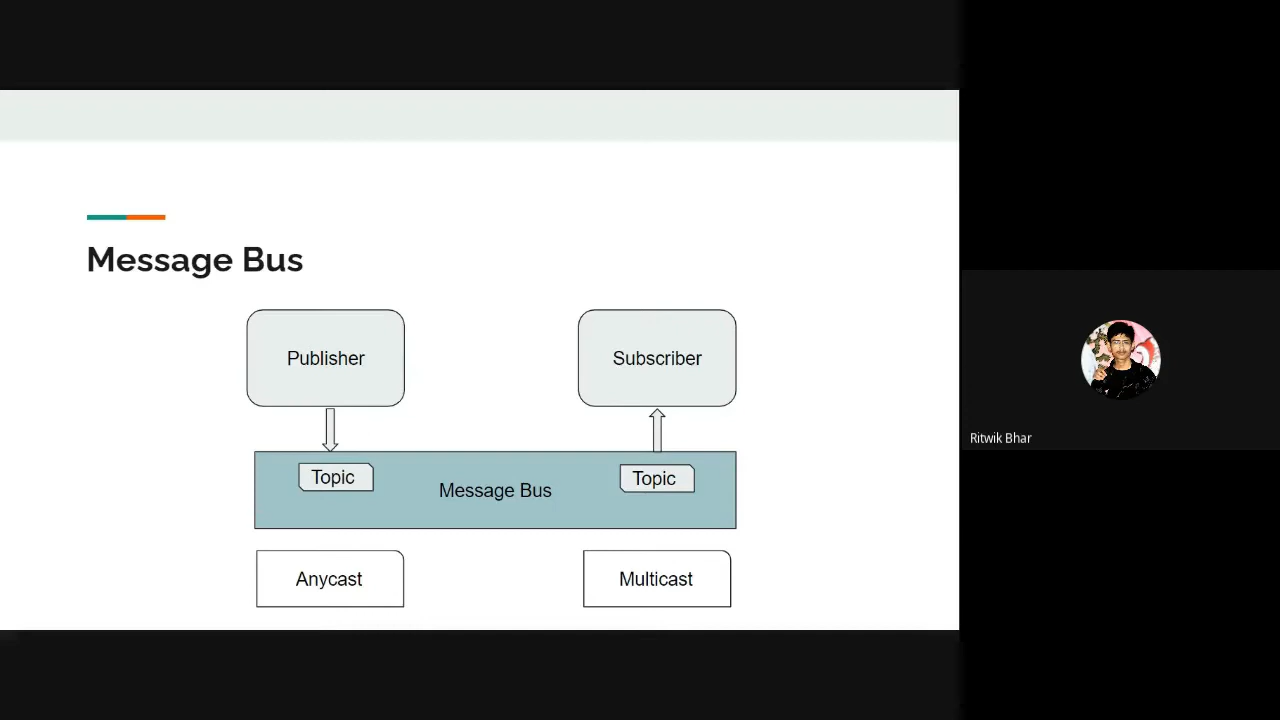 Message Bus
Publisher
Subscriber
Topic
Message Bus
Topic
Anycast
Multicast
Ritwik Bhar